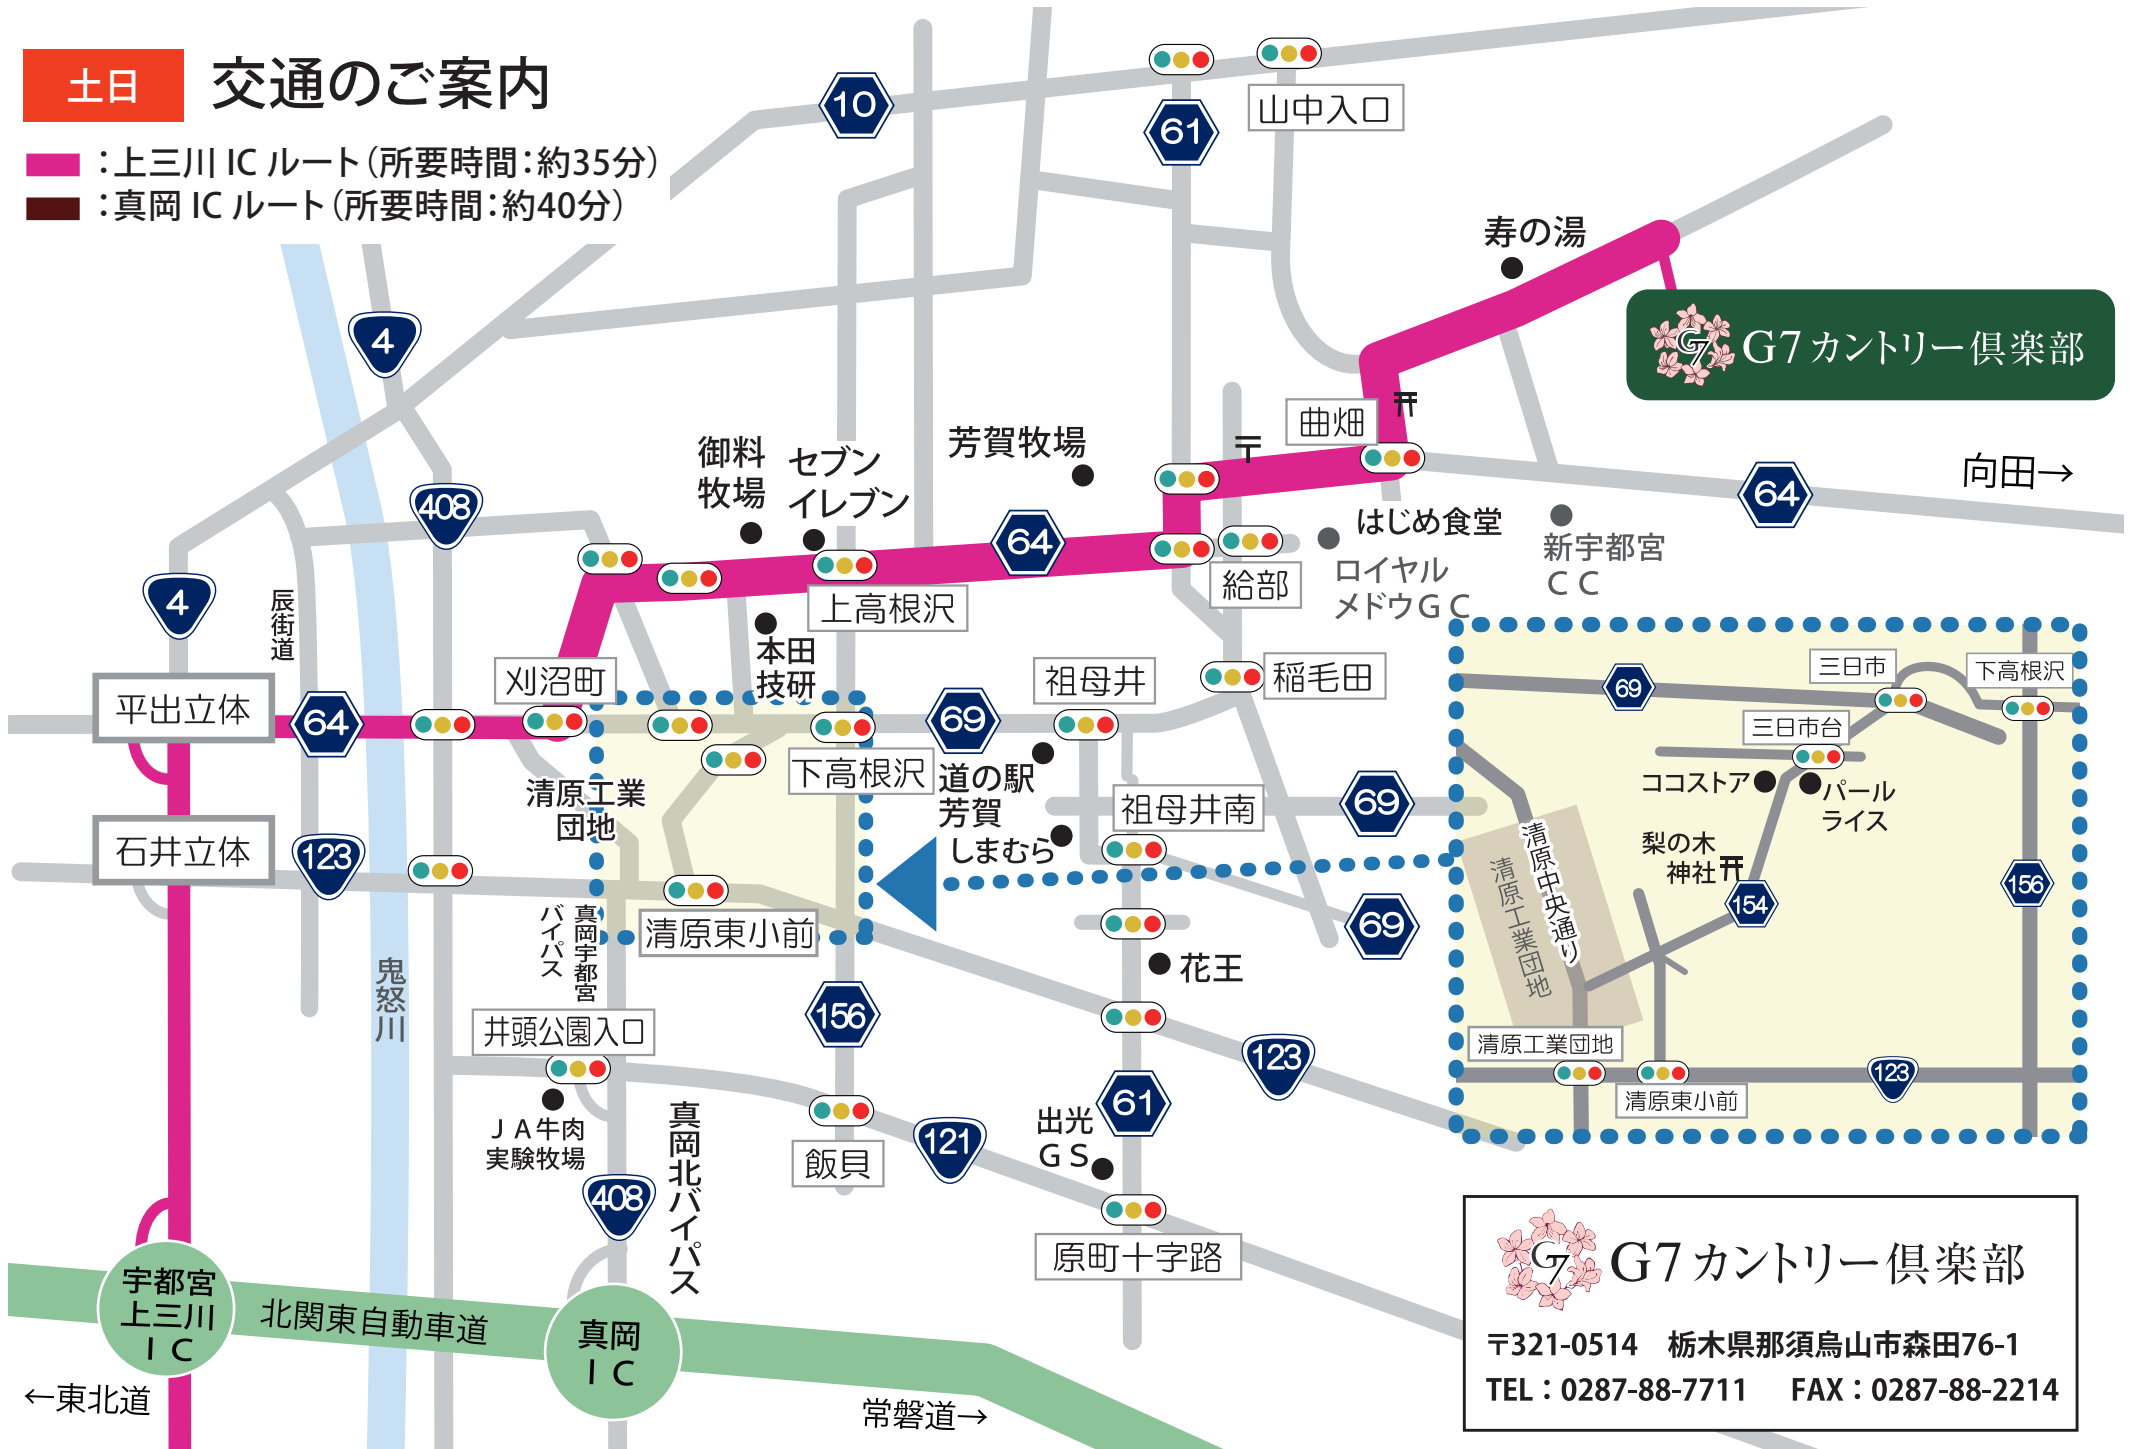 土日
交通のご案内
：上三川 IC ルート（所要時間：約35分）
：真岡 IC ルート（所要時間：約40分）
10
61
山中入口
寿の湯
G7
G7カントリー倶楽部
4
408
御料
牧場
セブン
イレブン
芳賀牧場
〒
曲畑
64
向田→
64
はじめ食堂
新宇都宮
ＣＣ
ロイヤル
メドウＧＣ
給部
上高根沢
4
辰街道
本田
技研
刈沼町
祖母井
稲毛田
平出立体
64
69
下高根沢
道の駅
芳賀
清原工業
団地
しまむら
祖母井南
69
石井立体
123
69
清原東小前
真岡宇都宮
バイパス
鬼怒川
花王
156
井頭公園入口
123
ＪＡ牛肉
実験牧場
真岡北バイパス
408
飯貝
121
出光
ＧＳ
61
原町十字路
宇都宮
上三川
ＩＣ
北関東自動車道
真岡
ＩＣ
←東北道
常磐道→
69
三日市
下高根沢
三日市台
ココストア
パール
ライス
梨の木
神社
154
156
清原中央通り
清原工業団地
清原工業団地
清原東小前
123
G7
G7カントリー倶楽部
〒321-0514　栃木県那須烏山市森田76-1
TEL：0287-88-7711　FAX：0287-88-2214